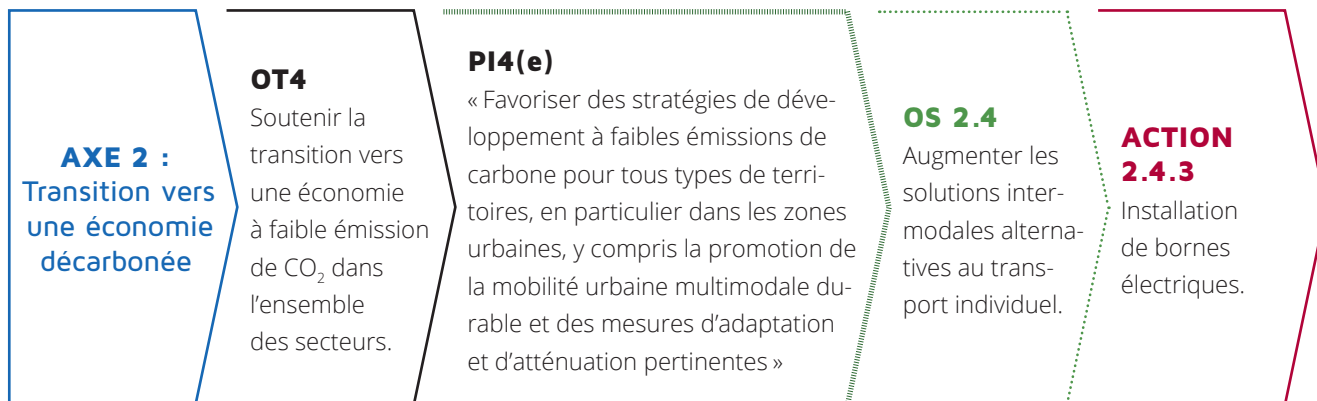 AXE 2 :
Transition vers
une économie
décarbonée
OT4
Soutenir la
transition vers
une économie
à faible émission
de CO₂ dans
l’ensemble
des secteurs.
PI4(e)
« Favoriser des stratégies de déve-
loppement à faibles émissions de
carbone pour tous types de terri-
toires, en particulier dans les zones
urbaines, y compris la promotion de
la mobilité urbaine multimodale du-
rable et des mesures d’adaptation
et d’atténuation pertinentes »
OS 2.4
Augmenter les
solutions inter-
modales alterna-
tives au trans-
port individuel.
ACTION
2.4.3
Installation
de bornes
électriques.